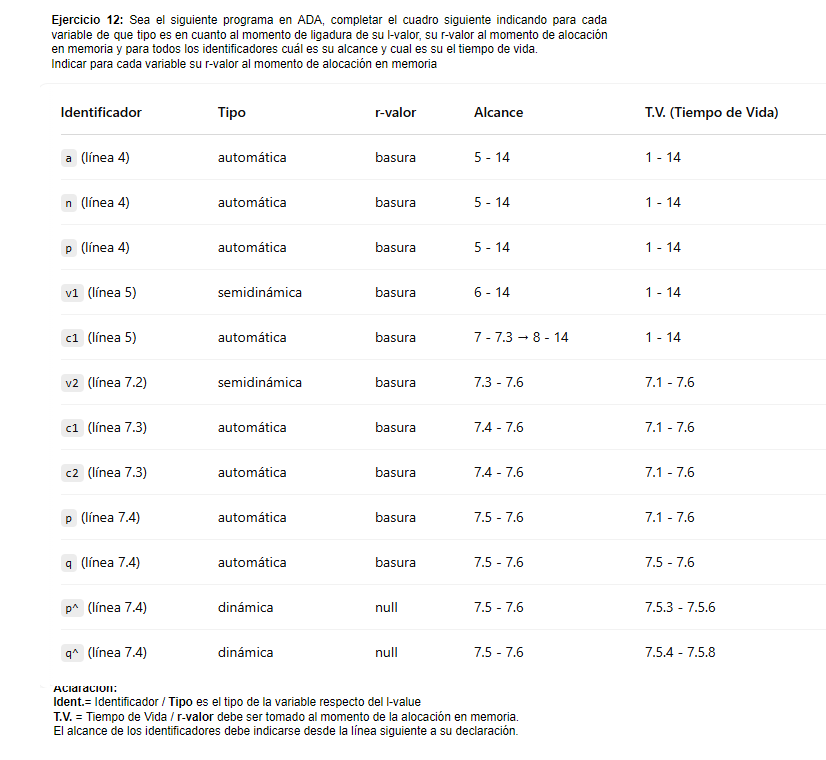 Ejercicio 12: Sea el siguiente programa en ADA, completar el cuadro siguiente indicando para cada
variable de que tipo es en cuanto al momento de ligadura de su l-valor, su r-valor al momento de alocación
en memoria y para todos los identificadores cuál es su alcance y cual es su el tiempo de vida.
Indicar para cada variable su r-valor al momento de alocación en memoria
Identificador Tipo r-valor Alcance T.V. (Tiempo de Vida)
a (línea 4) automática basura 5 - 14 1 - 14
n (línea 4) automática basura 5 - 14 1 - 14
p (línea 4) automática basura 5 - 14 1 - 14
v1 (línea 5) semidinámica basura 6 - 14 1 - 14
c1 (línea 5) automática basura 7 - 7.3 → 8 - 14 1 - 14
v2 (línea 7.2) semidinámica basura 7.3 - 7.6 7.1 - 7.6
c1 (línea 7.3) automática basura 7.4 - 7.6 7.1 - 7.6
c2 (línea 7.3) automática basura 7.4 - 7.6 7.1 - 7.6
p (línea 7.4) automática basura 7.5 - 7.6 7.1 - 7.6
q (línea 7.4) automática basura 7.5 - 7.6 7.5 - 7.6
p^ (línea 7.4) dinámica null 7.5 - 7.6 7.5.3 - 7.5.6
q^ (línea 7.4) dinámica null 7.5 - 7.6 7.5.4 - 7.5.8
Aclaración:
Ident.= Identificador / Tipo es el tipo de la variable respecto del l-value
T.V. = Tiempo de Vida / r-valor debe ser tomado al momento de la alocación en memoria.
El alcance de los identificadores debe indicarse desde la línea siguiente a su declaración.